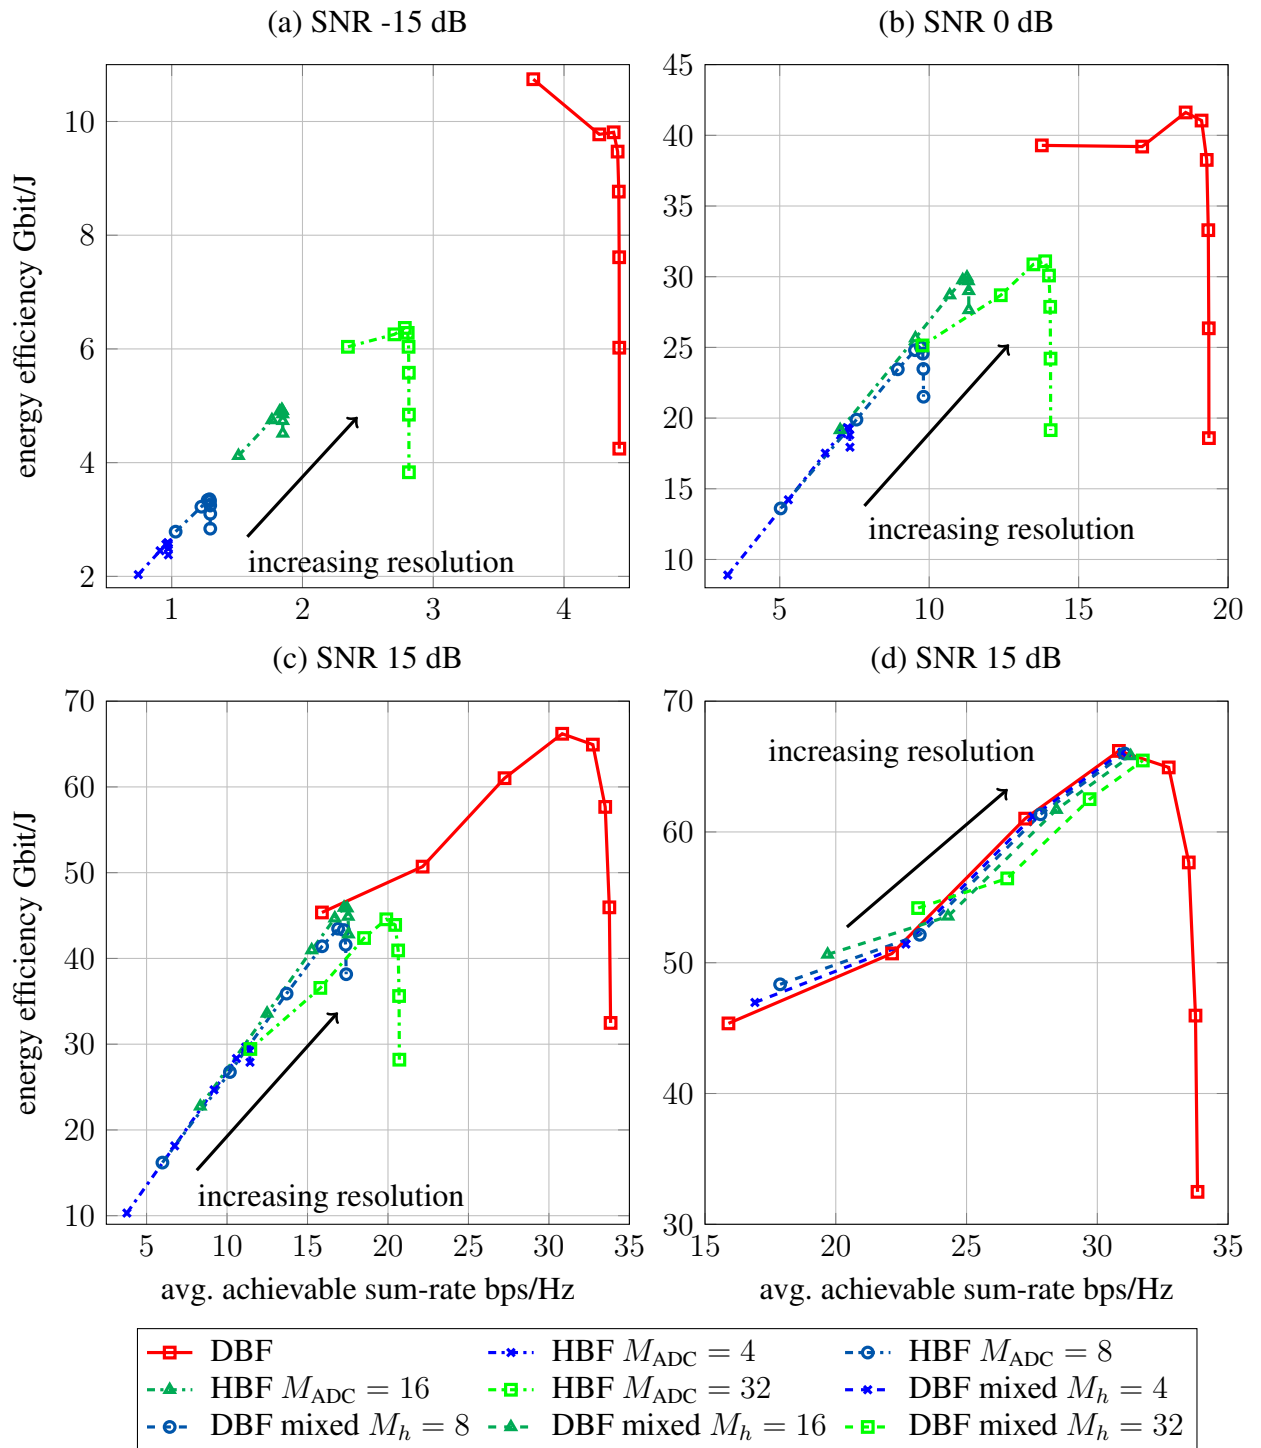 (a) SNR -15 dB
(b) SNR 0 dB
energy efficiency Gbit/J
10
8
6
4
2
1 2 3 4
increasing resolution
45
40
35
30
25
20
15
10
5 10 15 20
increasing resolution
(c) SNR 15 dB
(d) SNR 15 dB
energy efficiency Gbit/J
70
60
50
40
30
20
10
5 10 15 20 25 30 35
increasing resolution
avg. achievable sum-rate bps/Hz
70
60
50
40
30
15 20 25 30 35
increasing resolution
avg. achievable sum-rate bps/Hz
DBF HBF M_ADC = 4 HBF M_ADC = 8
HBF M_ADC = 16 HBF M_ADC = 32 DBF mixed M_h = 4
DBF mixed M_h = 8 DBF mixed M_h = 16 DBF mixed M_h = 32